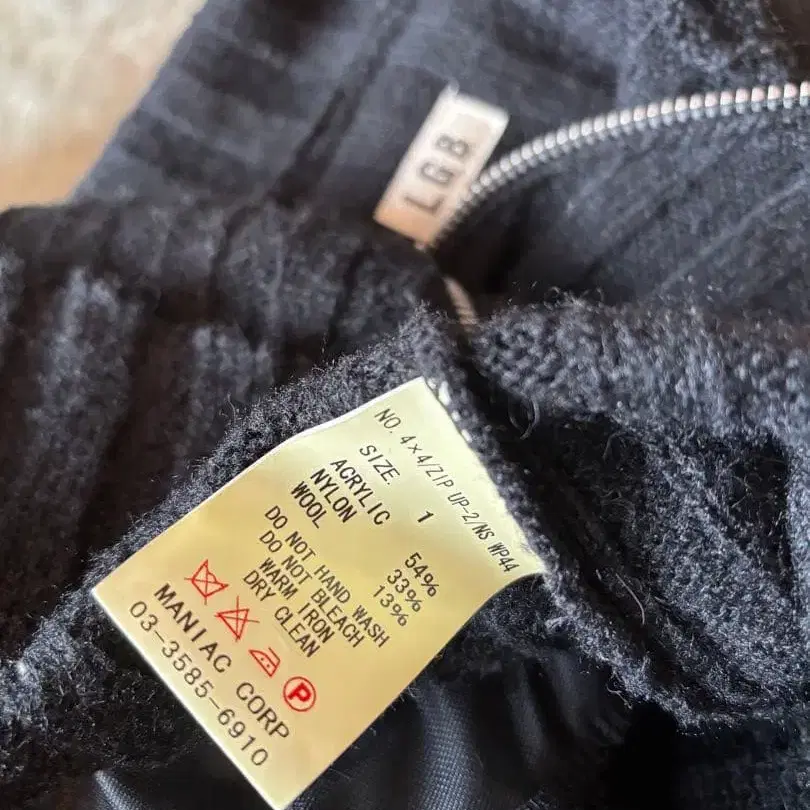 LGB
NO. 4×4/ZIP UP-2/NS WP44
SIZE. 1
ACRYLIC 54%
NYLON 33%
WOOL 13%
DO NOT HAND WASH
DO NOT BLEACH
WARM IRON
DRY CLEAN
P
MANIAC CORP
03-3585-6910